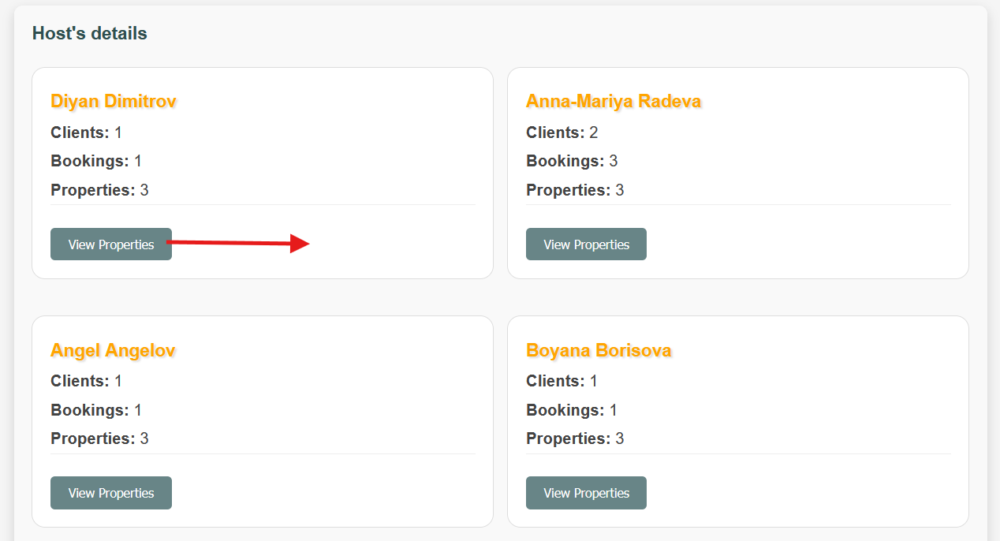 Host's details
Diyan Dimitrov
Clients: 1
Bookings: 1
Properties: 3
View Properties
Anna-Mariya Radeva
Clients: 2
Bookings: 3
Properties: 3
View Properties
Angel Angelov
Clients: 1
Bookings: 1
Properties: 3
View Properties
Boyana Borisova
Clients: 1
Bookings: 1
Properties: 3
View Properties